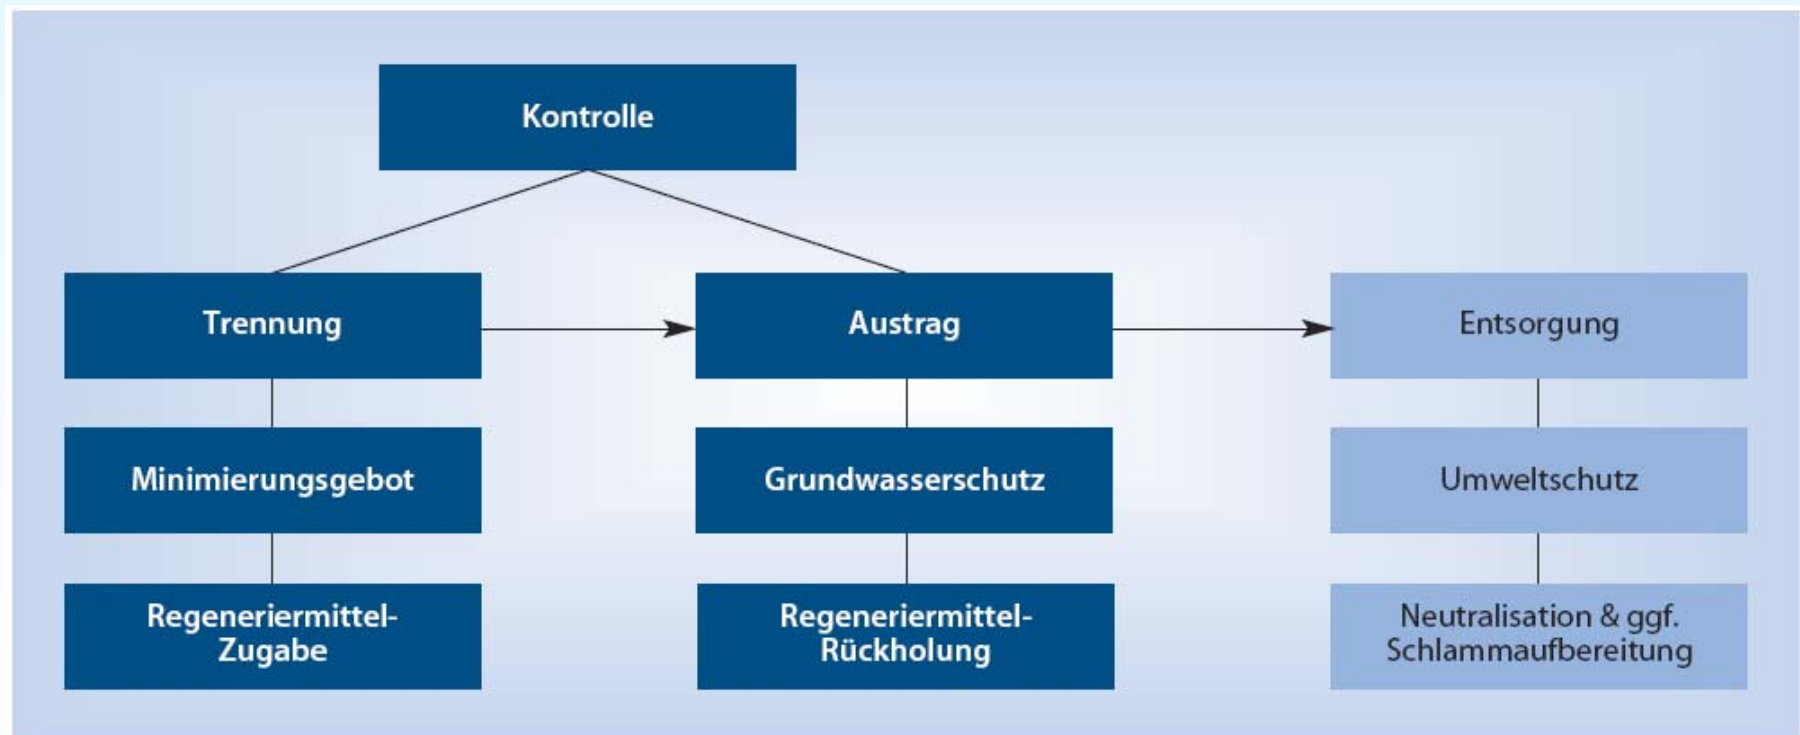 Kontrolle
Trennung
Austrag
Entsorgung
Minimierungsgebot
Grundwasserschutz
Umweltschutz
Regeneriermittel-
Zugabe
Regeneriermittel-
Rückholung
Neutralisation & ggf.
Schlammaufbereitung